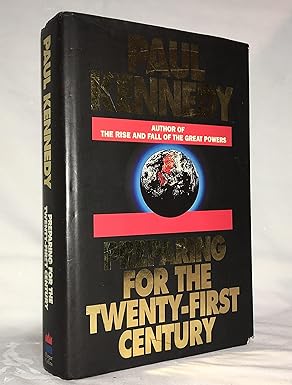 PAUL KENNEDY
PREPARING FOR THE
TWENTY-FIRST CENTURY
PAUL
KENNEDY
AUTHOR OF
THE RISE AND FALL OF THE GREAT POWERS
PREPARING
FOR THE
TWENTY-FIRST
CENTURY